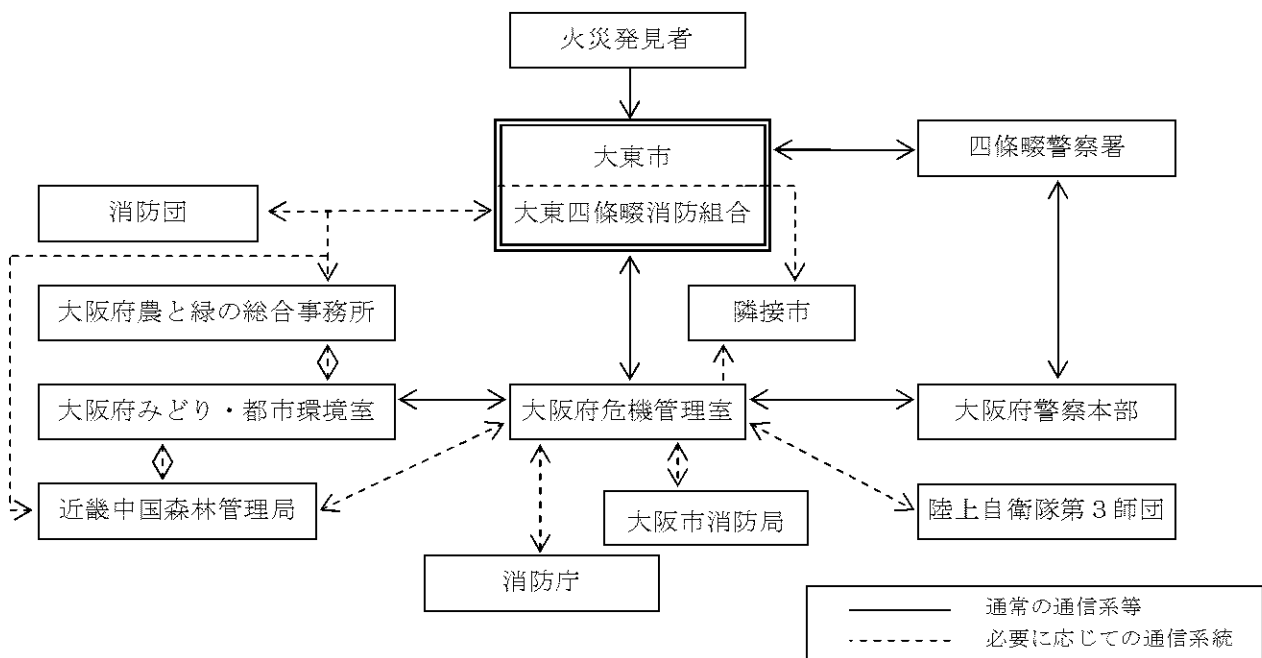 火災発見者
大東市
四條畷警察署
消防団
大東四條畷消防組合
大阪府農と緑の総合事務所
隣接市
大阪府みどり・都市環境室
大阪府危機管理室
大阪府警察本部
近畿中国森林管理局
大阪市消防局
陸上自衛隊第３師団
消防庁
通常の通信系等
必要に応じての通信系統